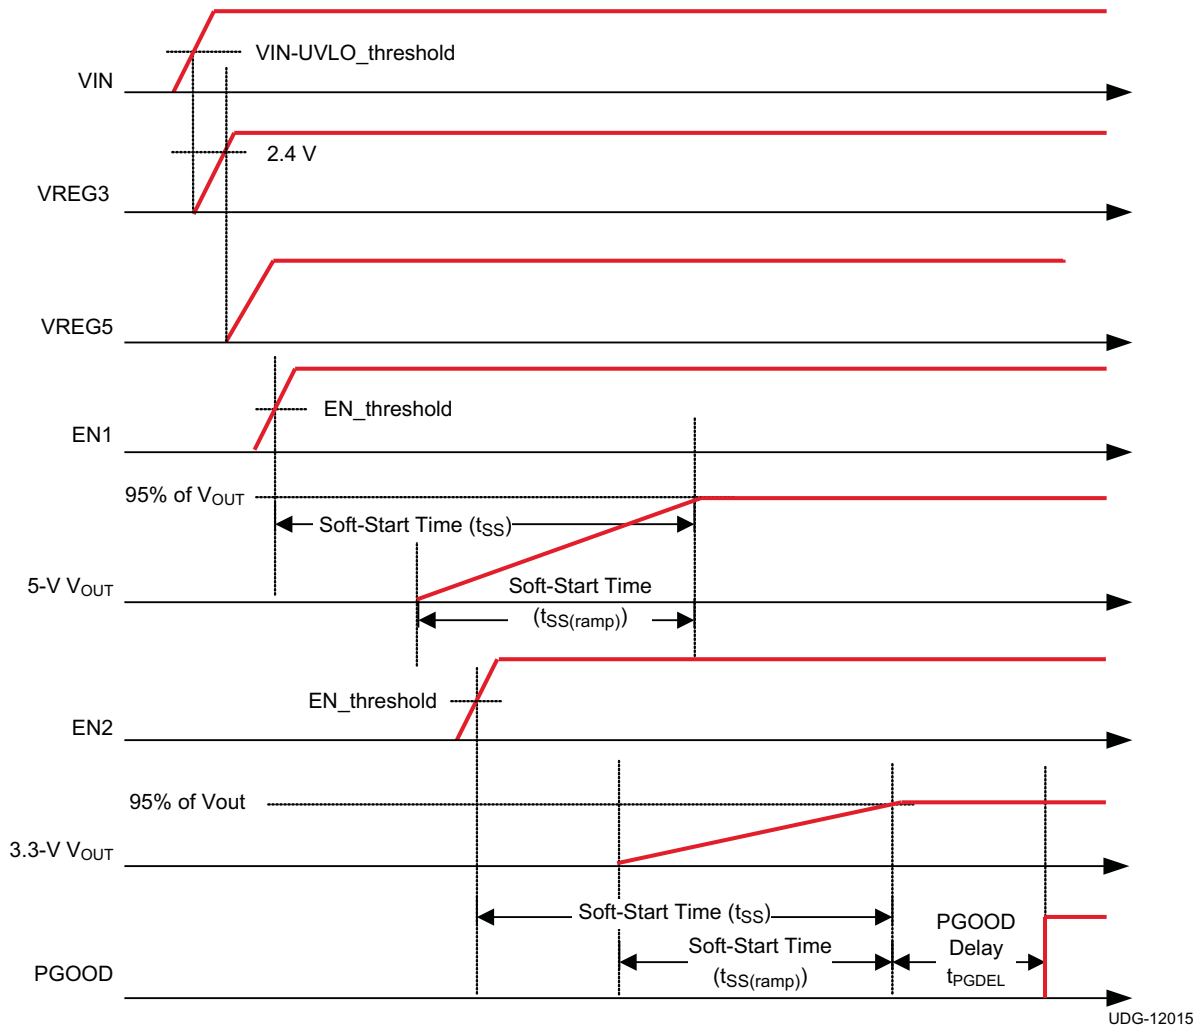 VIN-UVLO_threshold
VIN
2.4 V
VREG3
VREG5
EN_threshold
EN1
95% of VOUT
Soft-Start Time (tSS)
5-V VOUT
Soft-Start Time
(tSS(ramp))
EN_threshold
EN2
95% of Vout
3.3-V VOUT
Soft-Start Time (tSS)
Soft-Start Time
(tSS(ramp))
PGOOD
Delay
tPGDEL
PGOOD
UDG-12015